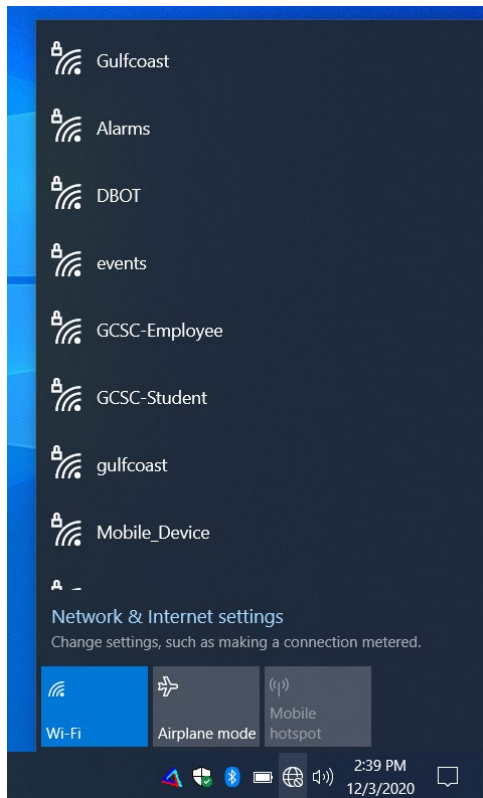 Gulfcoast
Alarms
DBOT
events
GCSC-Employee
GCSC-Student
gulfcoast
Mobile_Device
Network & Internet settings
Change settings, such as making a connection metered.
Wi-Fi
Airplane mode
Mobile
hotspot
2:39 PM
12/3/2020